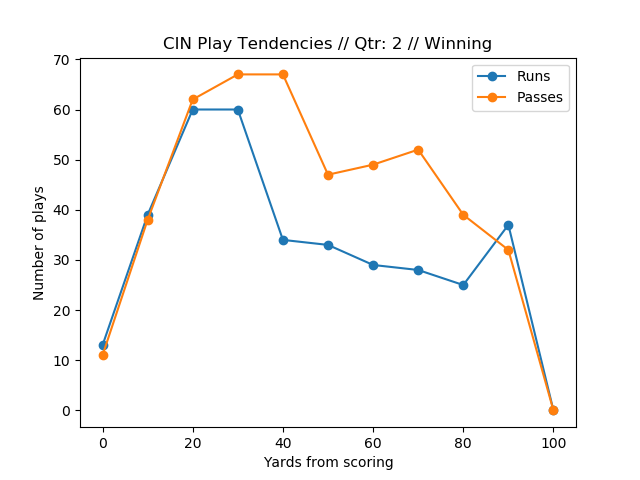 CIN Play Tendencies // Qtr: 2 // Winning
Runs
Passes
Number of plays
70
60
50
40
30
20
10
0
0 20 40 60 80 100
Yards from scoring